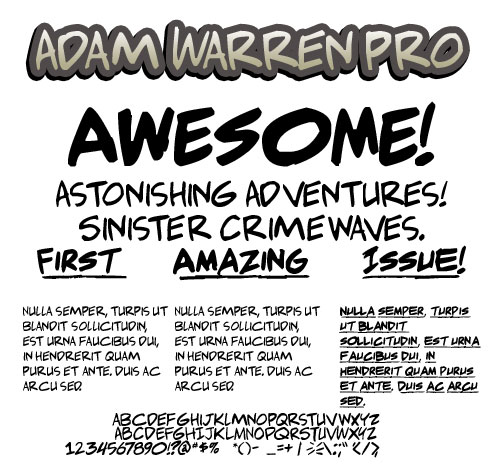 ADAM WARREN PRO
AWESOME!
ASTONISHING ADVENTURES!
SINISTER CRIMEWAVES.
FIRST AMAZING ISSUE!
NULLA SEMPER, TURPIS UT
BLANDIT SOLLICITUDIN,
EST URNA FAUCIBUS DUI,
IN HENDRERIT QUAM
PURUS ET ANTE. DUIS AC
ARCU SED.
NULLA SEMPER, TURPIS UT
BLANDIT SOLLICITUDIN,
EST URNA FAUCIBUS DUI,
IN HENDRERIT QUAM
PURUS ET ANTE. DUIS AC
ARCU SED.
NULLA SEMPER, TURPIS
UT BLANDIT
SOLLICITUDIN, EST URNA
FAUCIBUS DUI, IN
HENDRERIT QUAM PURUS
ET ANTE. DUIS AC ARCU
SED.
ABCDEFGHIJKLMNOPQRSTUVWXYZ
ABCDEFGHIJKLMNOPQRSTUVWXYZ
1234567890!?@#$%